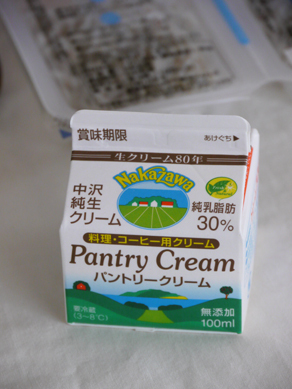 賞味期限
あけぐち▶
生クリーム80年
Nakazawa
中沢
純生
クリーム
純乳脂肪
30%
料理・コーヒー用クリーム
Pantry Cream
パントリークリーム
要冷蔵
(3~8℃)
無添加
100ml